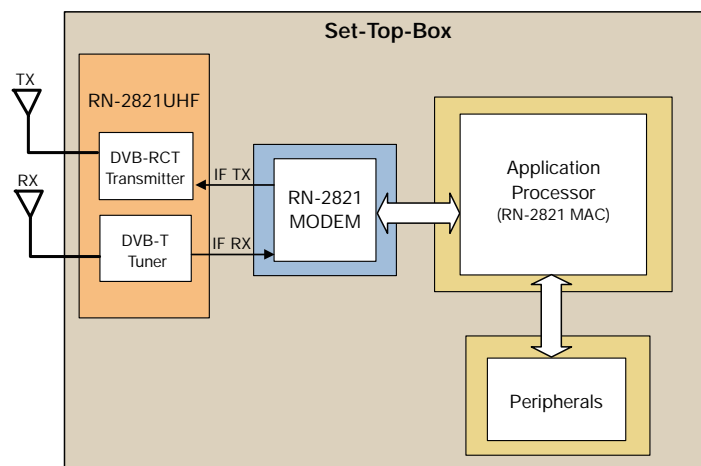 Set-Top-Box
TX
RN-2821UHF
DVB-RCT
Transmitter
IF TX
RX
DVB-T
Tuner
IF RX
RN-2821
MODEM
Application
Processor
(RN-2821 MAC)
Peripherals